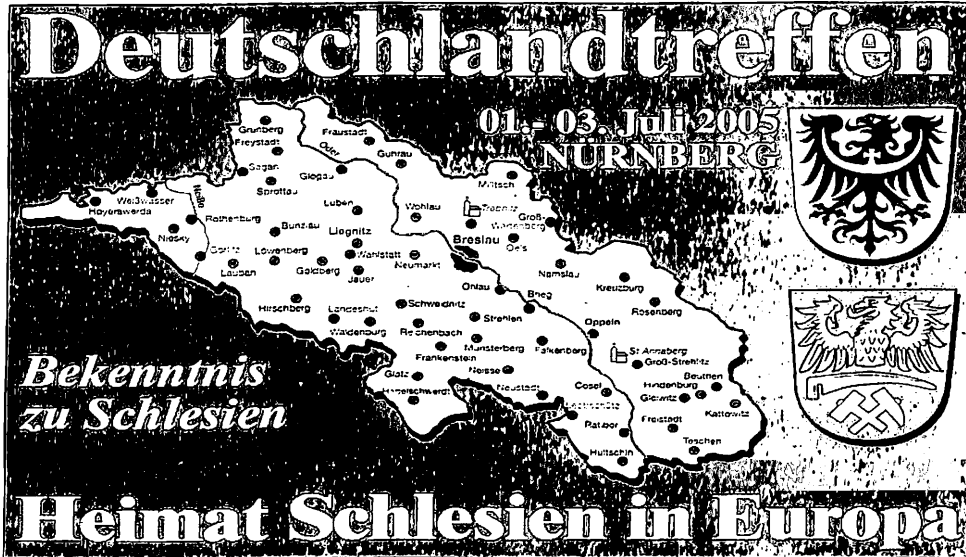 Deutschlandtreffen
01.- 03. Juli 2005
NÜRNBERG
Grünberg
Freystadt
Fraustadt
Oder
Guhrau
Sagan
Sprottau
Glogau
Militsch
Weißwasser
Hoyerswerda
Neiße
Rothenburg
Niesky
Lüben
Wohlau
Trebnitz
Groß-
Wartenberg
Bunzlau
Liegnitz
Breslau
Oels
Görlitz
Löwenberg
Wahlstatt
Lauban
Goldberg
Jauer
Neumarkt
Namslau
Kreuzburg
Ohlau
Brieg
Rosenberg
Hirschberg
Landeshut
Schweidnitz
Waldenburg
Reichenbach
Strehlen
Oppeln
Münsterberg
Falkenberg
St Annaberg
Groß-Strehlitz
Frankenstein
Glatz
Neisse
Neustadt
Cosel
Beuthen
Hindenburg
Gleiwitz
Kattowitz
Habelschwerdt
Leobschütz
Ratibor
Freistadt
Teschen
Hultschin
Bekenntnis
zu Schlesien
Heimat Schlesien in Europa